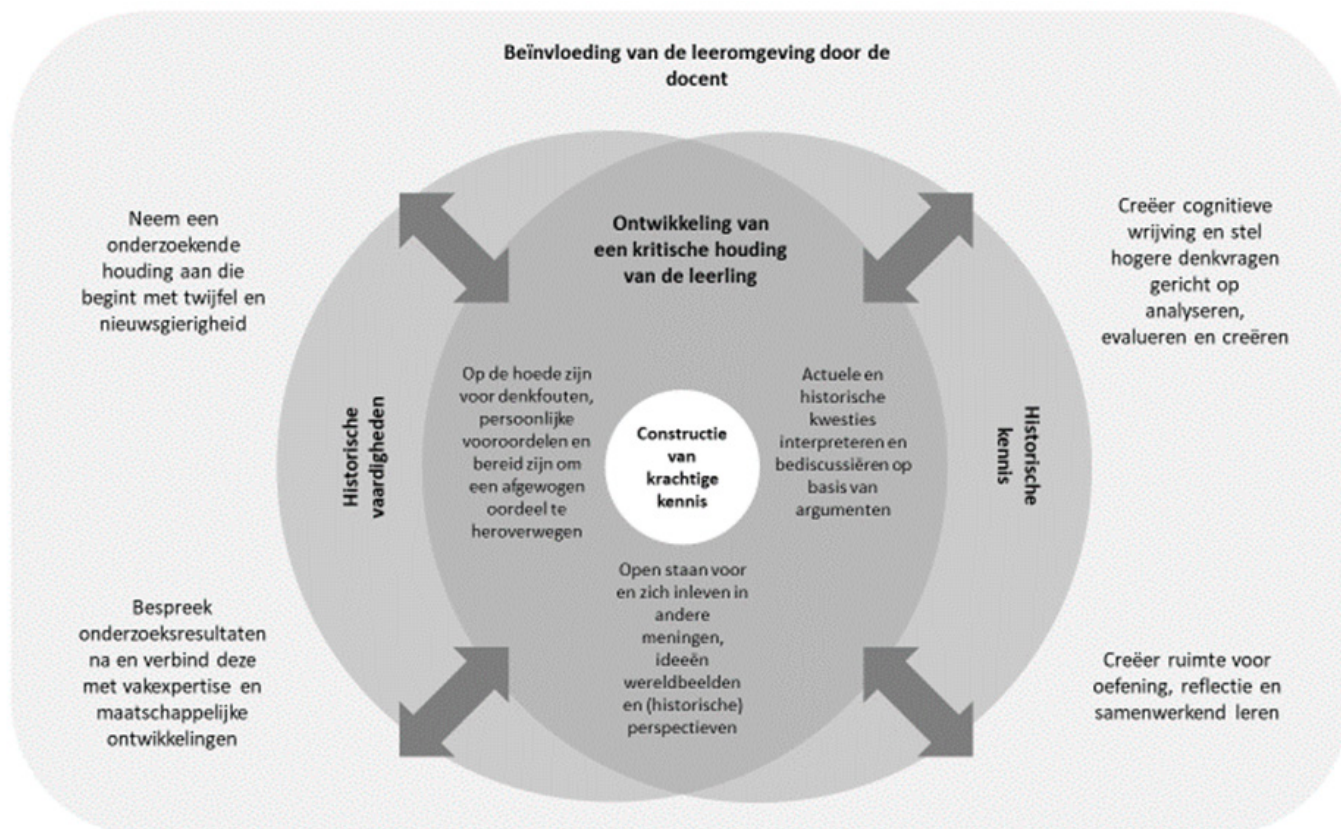 Beïnvloeding van de leeromgeving door de
docent
Neem een
onderzoekende
houding aan die
begint met twijfel en
nieuwsgierigheid
Ontwikkeling van
een kritische houding
van de leerling
Creëer cognitieve
wrijving en stel
hogere denkvragen
gericht op
analyseren,
evalueren en creëren
Historische
vaardigheden
Op de hoede zijn
voor denkfouten,
persoonlijke
vooroordelen en
bereid zijn om
een afgewogen
oordeel te
heroverwegen
Constructie
van
krachtige
kennis
Actuele en
historische
kwesties
interpreteren en
bediscussiëren op
basis van
argumenten
Historische
kennis
Open staan voor
en zich inleven in
andere
meningen,
ideeën
wereldbeelden
en (historische)
perspectieven
Bespreek
onderzoeksresultaten
na en verbind deze
met vakexpertise en
maatschappelijke
ontwikkelingen
Creëer ruimte voor
oefening, reflectie en
samenwerkend leren